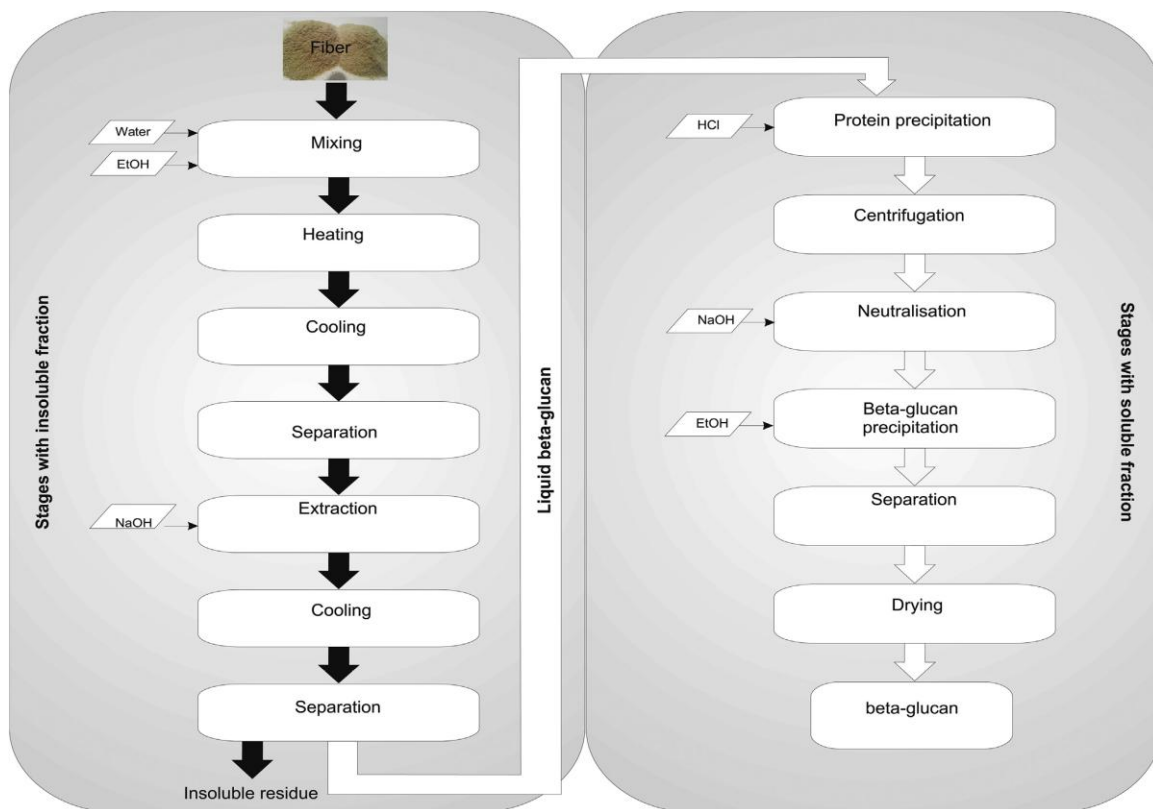 Fiber
Water
EtOH
Mixing
Heating
Cooling
Separation
NaOH
Extraction
Cooling
Separation
Insoluble residue
Stages with insoluble fraction
Liquid beta-glucan
HCl
Protein precipitation
Centrifugation
NaOH
Neutralisation
EtOH
Beta-glucan
precipitation
Separation
Drying
beta-glucan
Stages with soluble fraction